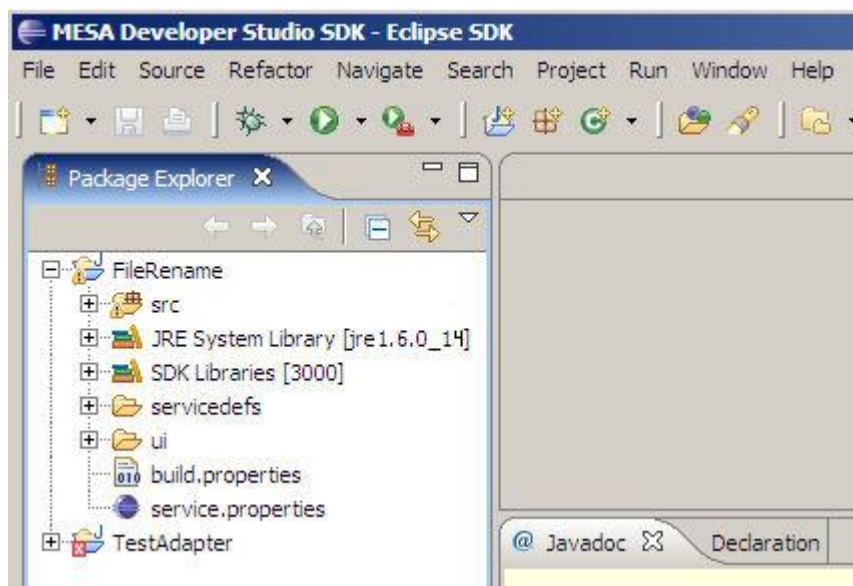 MESA Developer Studio SDK - Eclipse SDK
File Edit Source Refactor Navigate Search Project Run Window Help
Package Explorer
FileRename
src
JRE System Library [jre1.6.0_14]
SDK Libraries [3000]
servicedefs
ui
build.properties
service.properties
TestAdapter
@ Javadoc Declaration